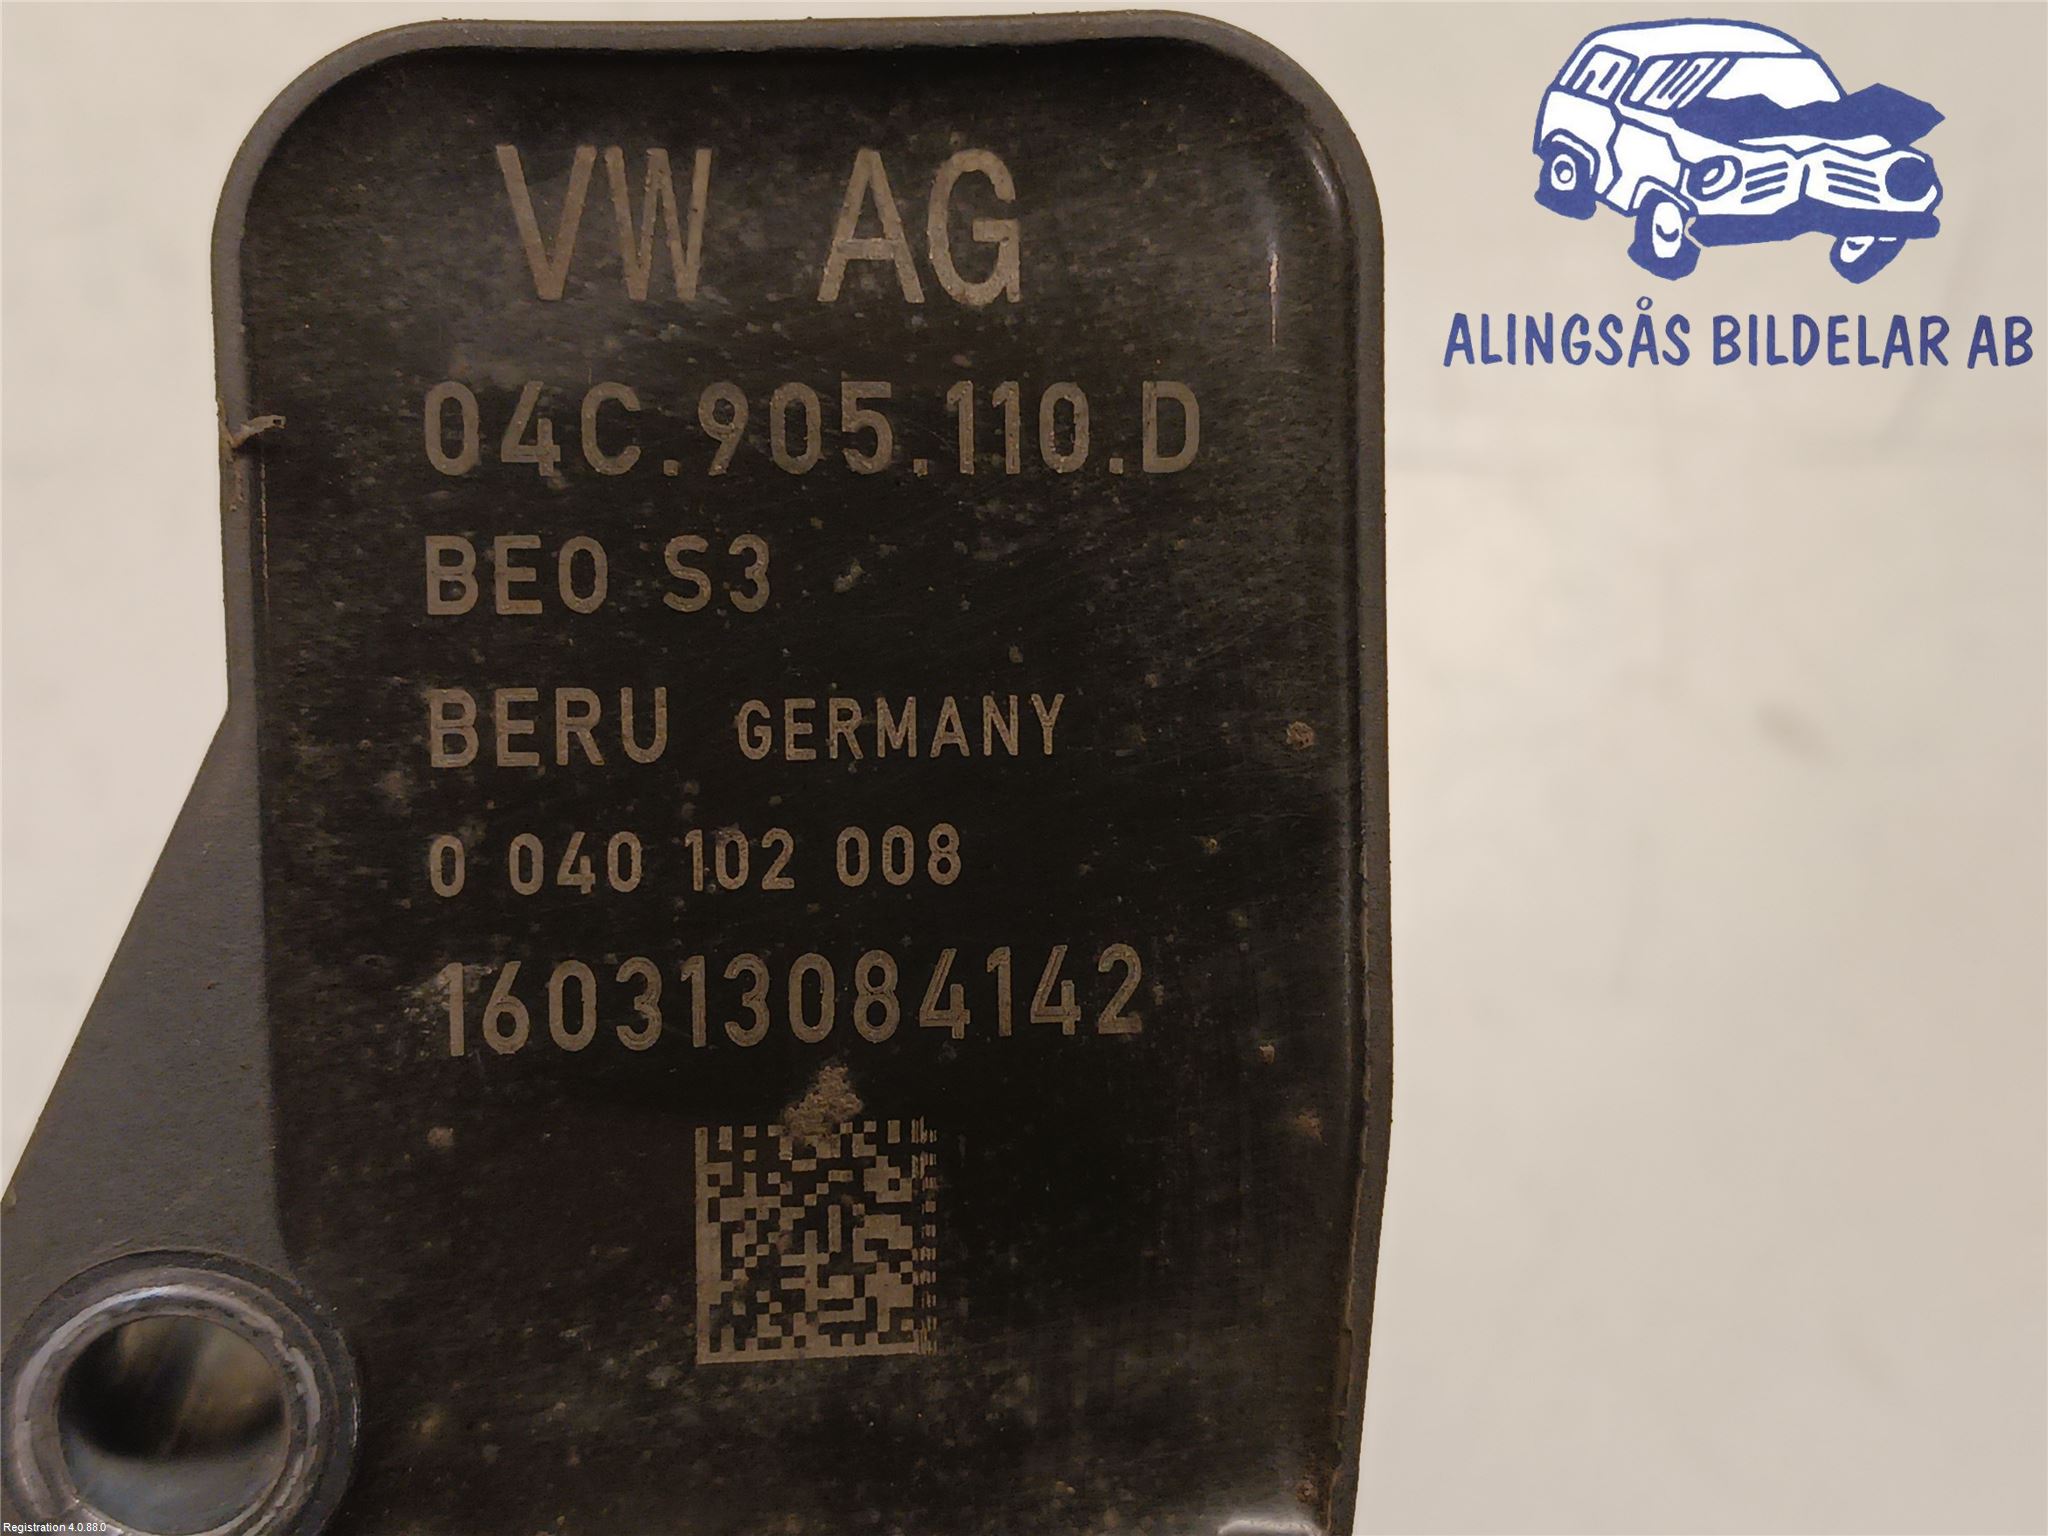 VW AG
04C.905.110.D
BEO S3
BERU GERMANY
0 040 102 008
160313084142
ALINGSÅS BILDELAR AB
Registration 4.0.88.0